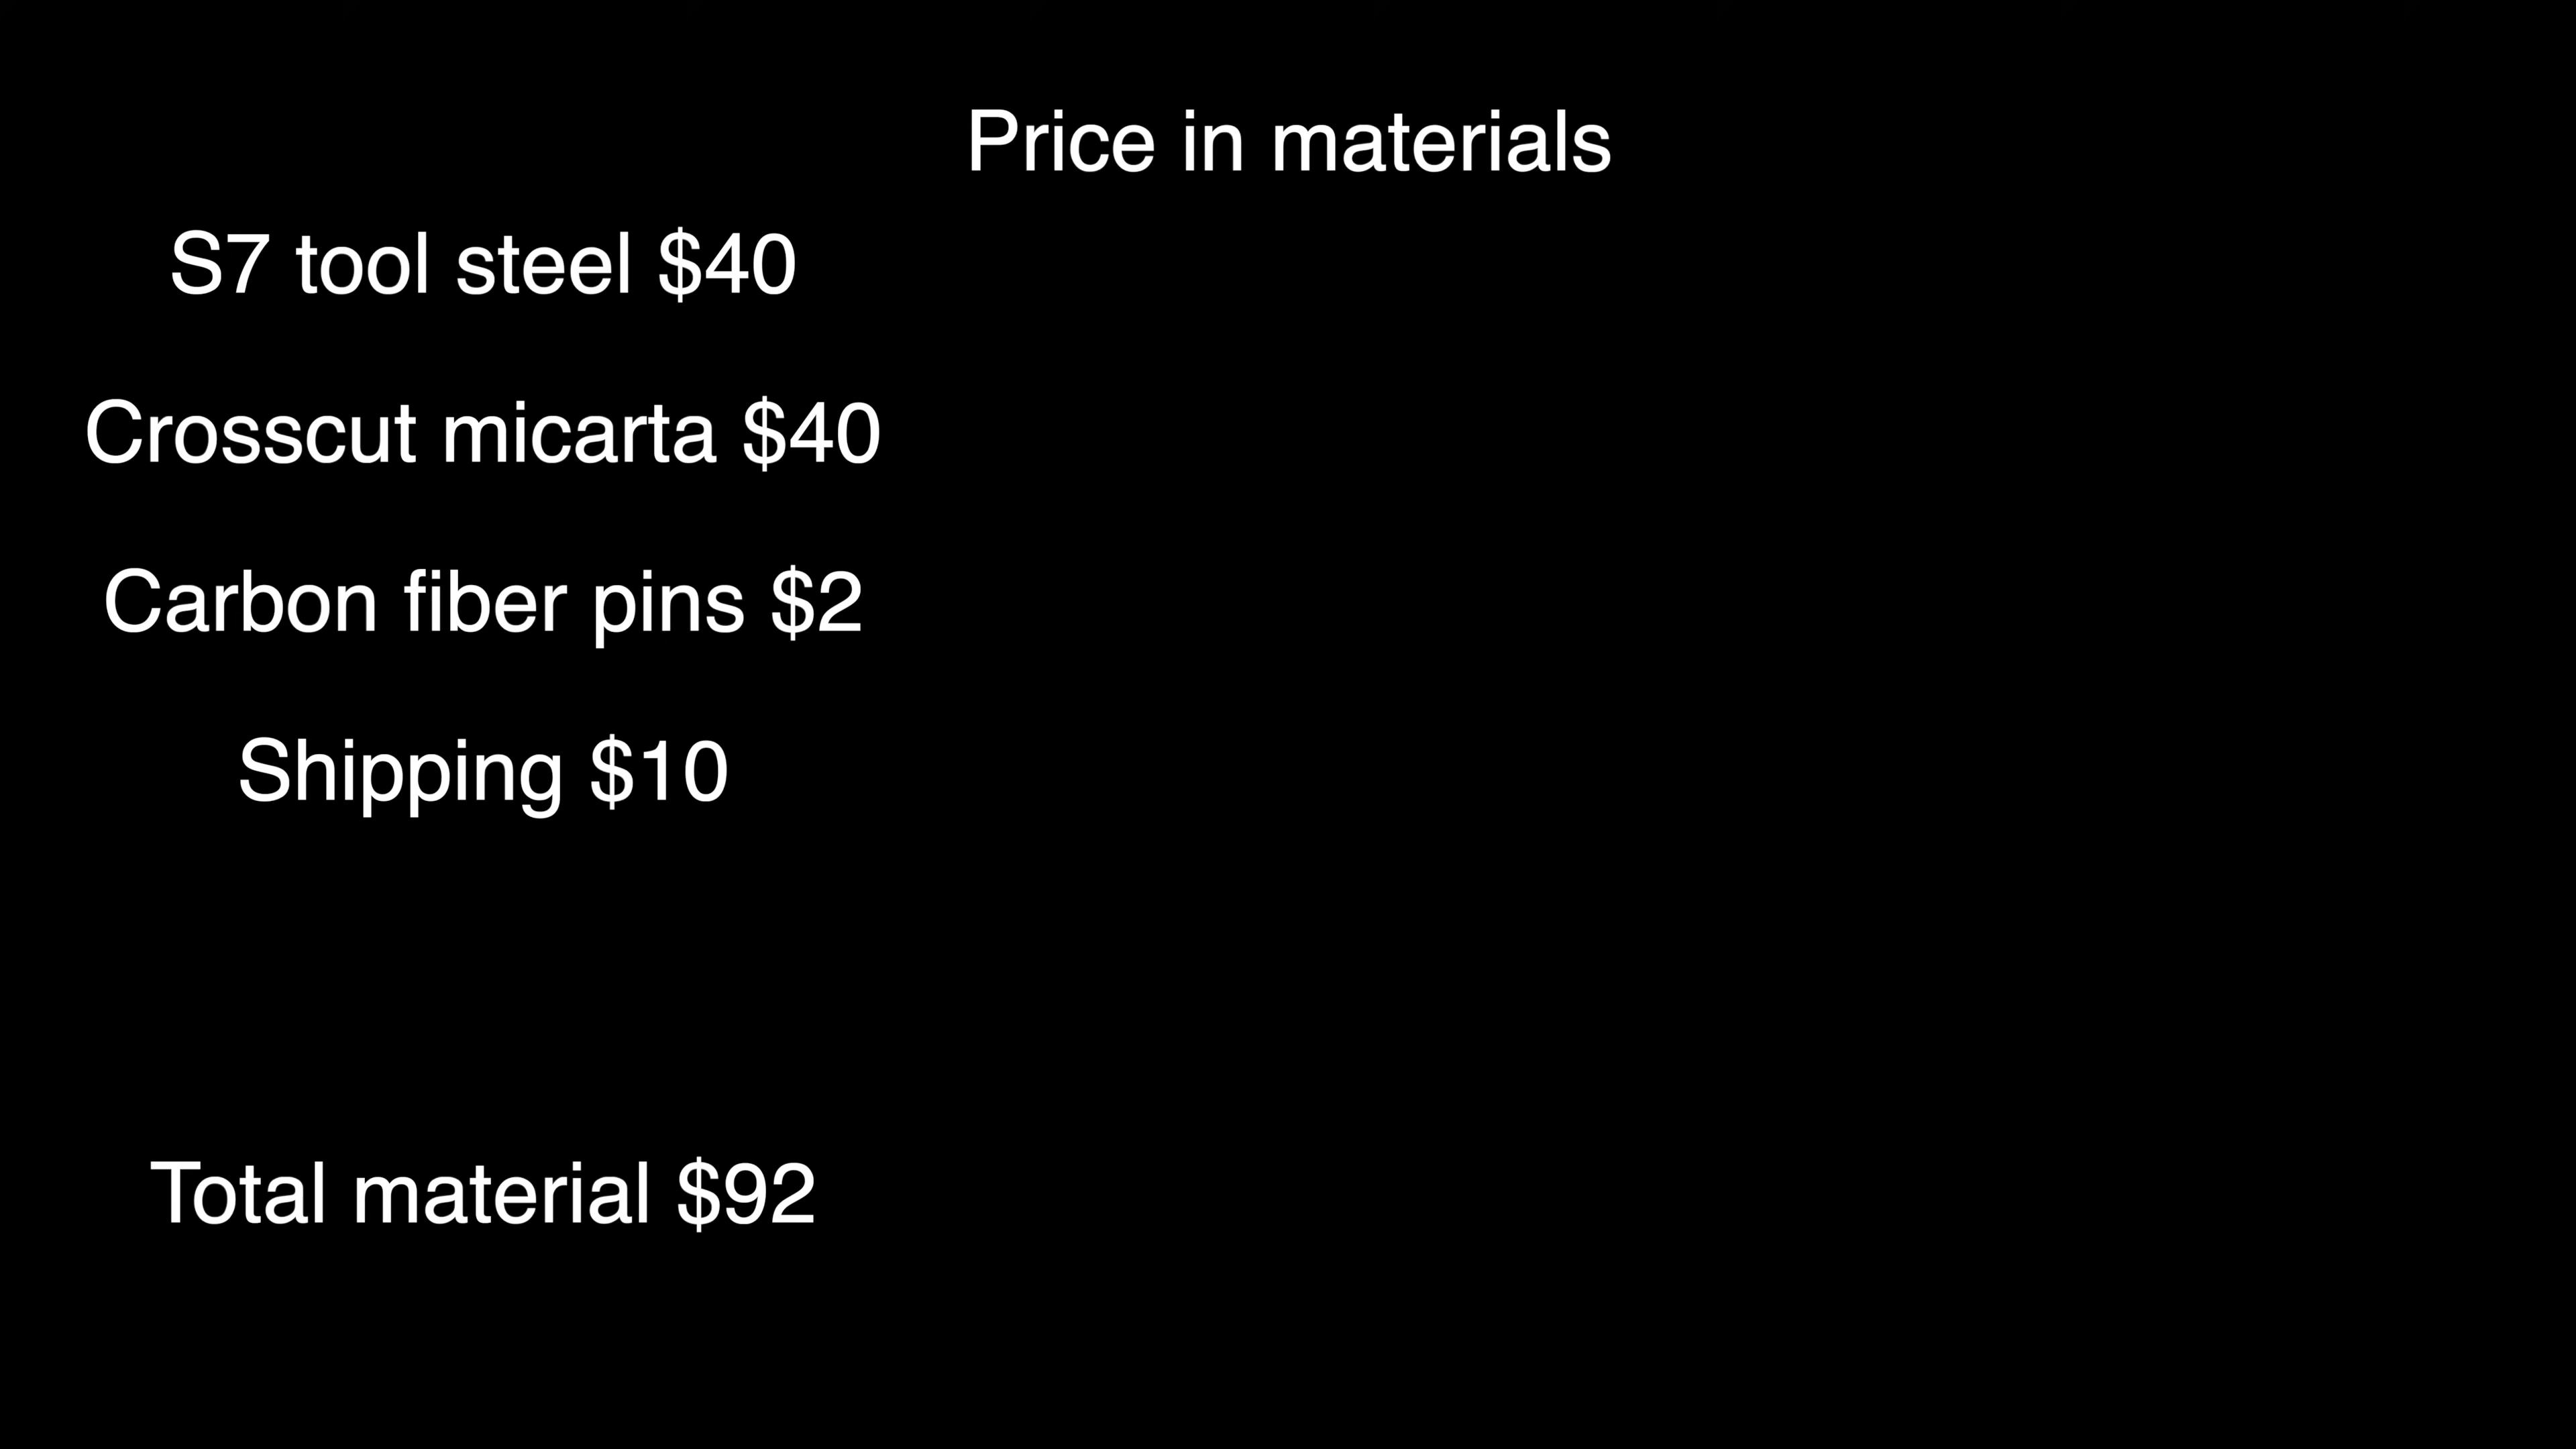 Price in materials
S7 tool steel $40
Crosscut micarta $40
Carbon fiber pins $2
Shipping $10
Total material $92